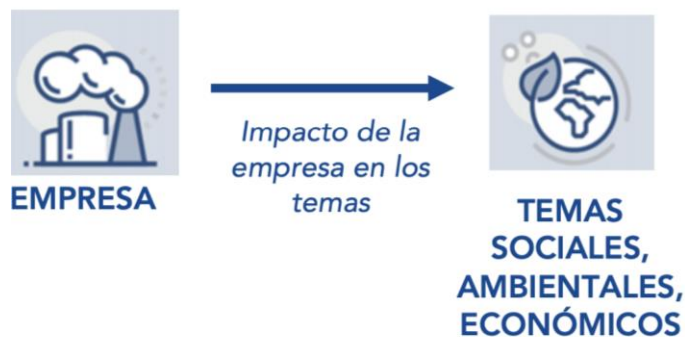 EMPRESA
Impacto de la
empresa en los
temas
TEMAS
SOCIALES,
AMBIENTALES,
ECONÓMICOS